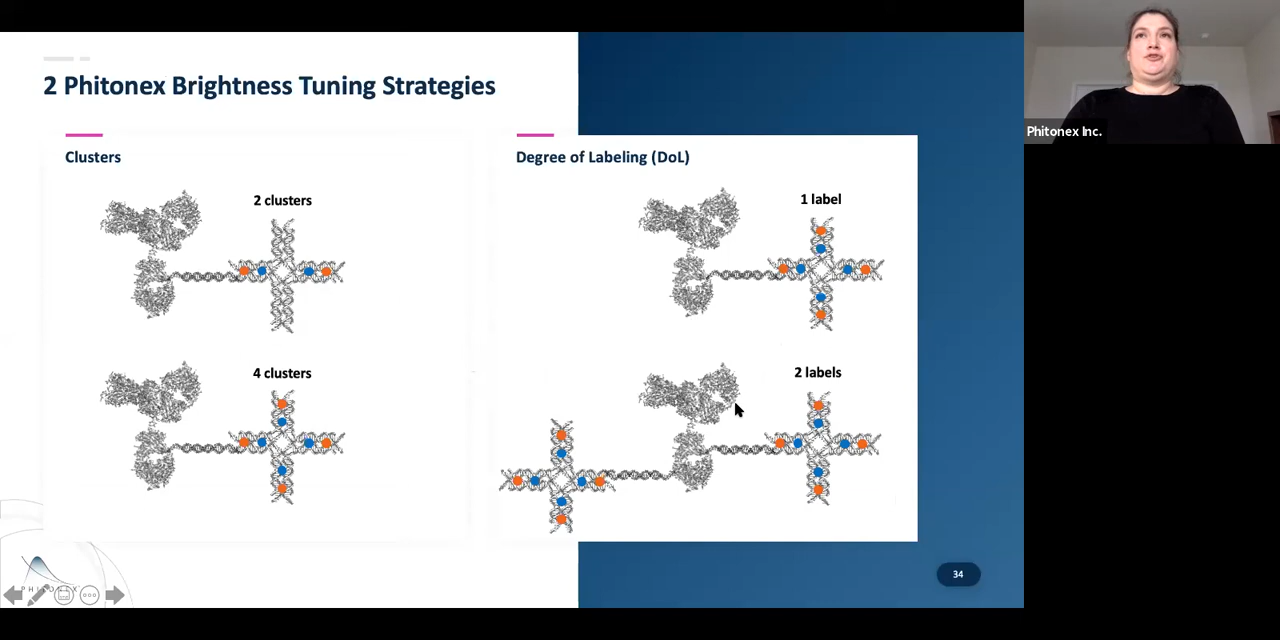 2 Phitonex Brightness Tuning Strategies
Clusters
2 clusters
4 clusters
Degree of Labeling (DoL)
1 label
2 labels
34
PHITONEX
Phitonex Inc.